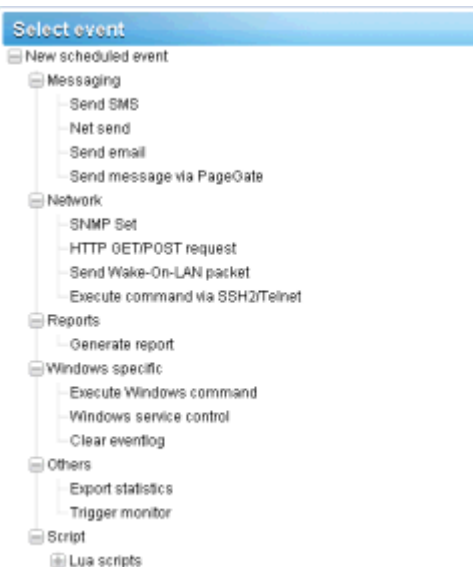 Select event
New scheduled event
Messaging
Send SMS
Net send
Send email
Send message via PageGate
Network
SNMP Set
HTTP GET/POST request
Send Wake-On-LAN packet
Execute command via SSH2/Telnet
Reports
Generate report
Windows specific
Execute Windows command
Windows service control
Clear eventlog
Others
Export statistics
Trigger monitor
Script
Lua scripts